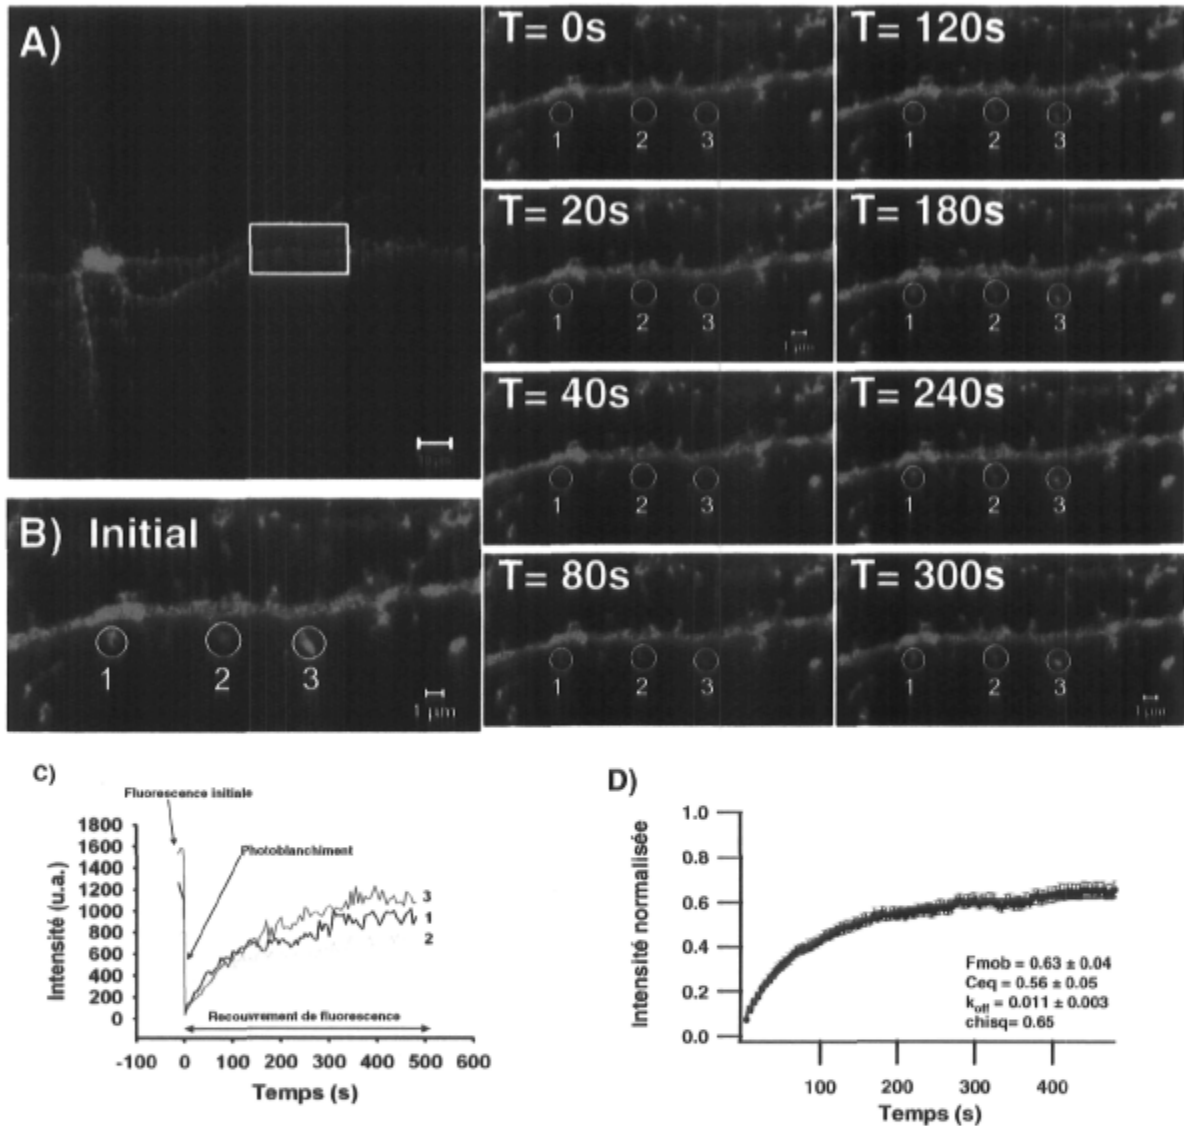 A)
T= 0s
1
2
3
T= 120s
1
2
3
T= 20s
1
2
3
1 µm
T= 180s
1
2
3
T= 40s
1
2
3
T= 240s
1
2
3
B) Initial
1
2
3
1 µm
T= 80s
1
2
3
T= 300s
1
2
3
1 µm
C)
Fluorescence initiale
Photoblanchiment
Intensité (u.a.)
1800
1600
1400
1200
1000
800
600
400
200
0
3
1
2
Recouvrement de fluorescence
-100 0 100 200 300 400 500 600
Temps (s)
D)
Intensité normalisée
1.0
0.8
0.6
0.4
0.2
0.0
Fmob = 0.63 ± 0.04
Ceq = 0.56 ± 0.05
koff = 0.011 ± 0.003
chisq= 0.65
100 200 300 400
Temps (s)